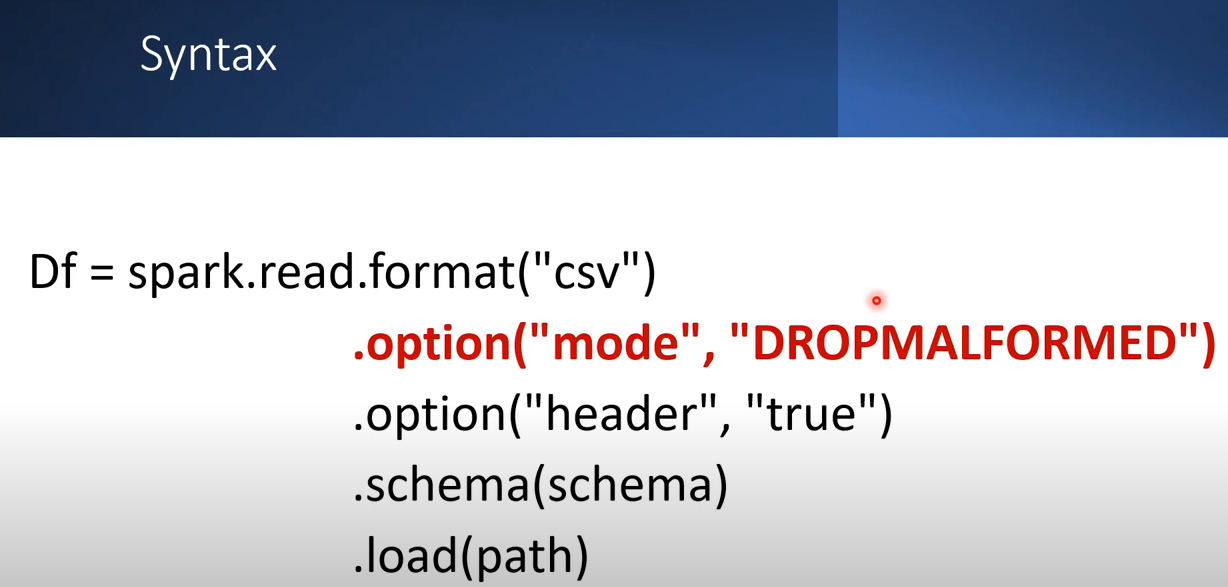 Syntax
Df = spark.read.format("csv")
.option("mode", "DROPMALFORMED")
.option("header", "true")
.schema(schema)
.load(path)